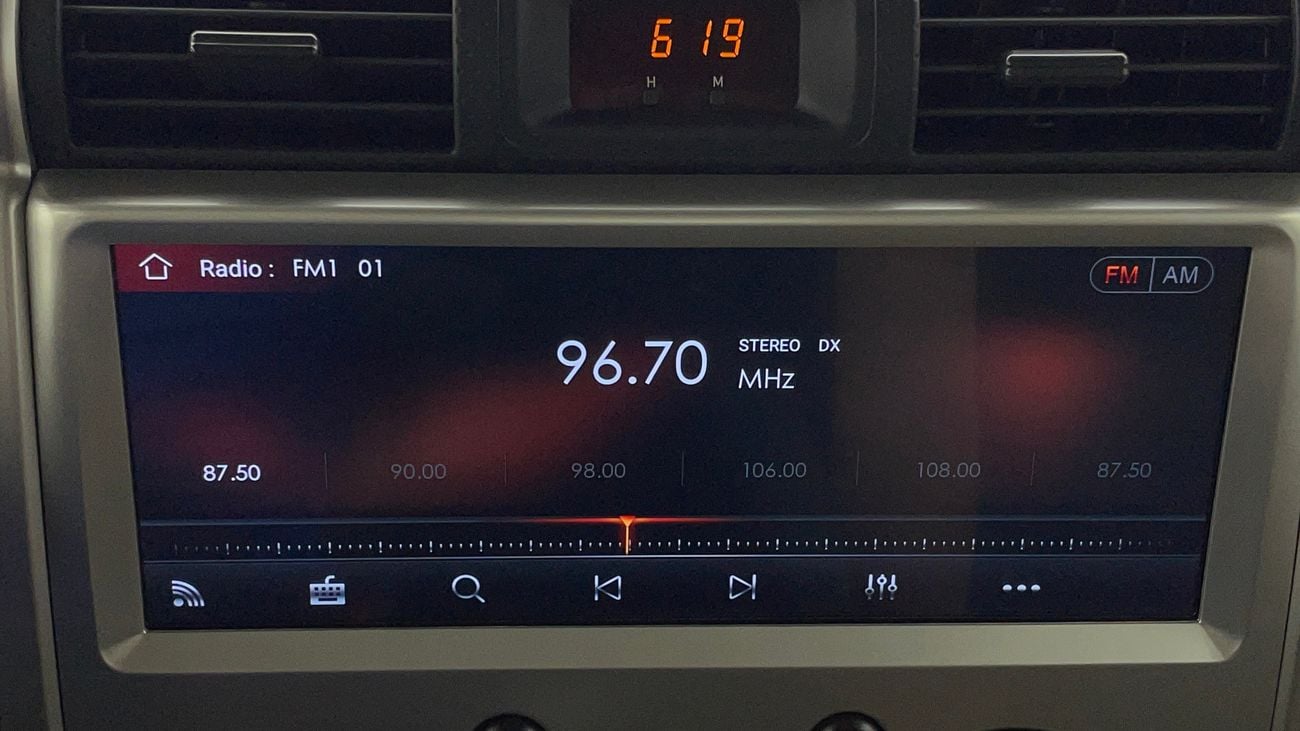 6 19
H M
Radio : FM1 01
FM AM
96.70
STEREO DX
MHz
87.50 90.00 98.00 106.00 108.00 87.50